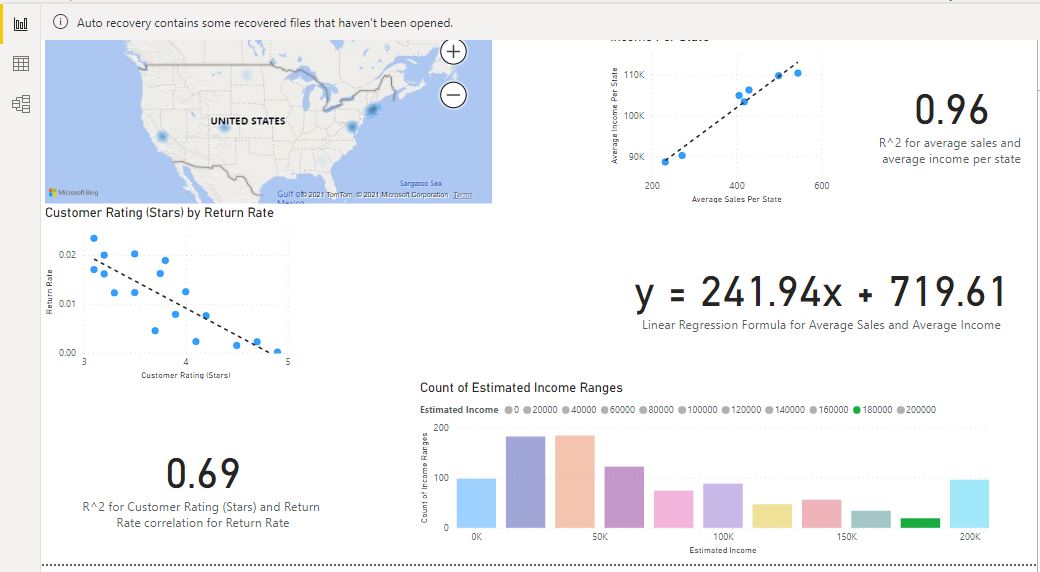 Auto recovery contains some recovered files that haven't been opened.
UNITED STATES
Sargasso Sea
Gulf of
Mexico
Microsoft Bing
© 2021 TomTom, © 2021 Microsoft Corporation Terms
Income Per State
Average Income Per State
110K
100K
90K
200 400 600
Average Sales Per State
0.96
R^2 for average sales and
average income per state
Customer Rating (Stars) by Return Rate
Return Rate
0.02
0.01
0.00
3 4 5
Customer Rating (Stars)
y = 241.94x + 719.61
Linear Regression Formula for Average Sales and Average Income
0.69
R^2 for Customer Rating (Stars) and Return
Rate correlation for Return Rate
Count of Estimated Income Ranges
Estimated Income 0 20000 40000 60000 80000 100000 120000 140000 160000 180000 200000
Count of Income Ranges
200
100
0
0K 50K 100K 150K 200K
Estimated Income